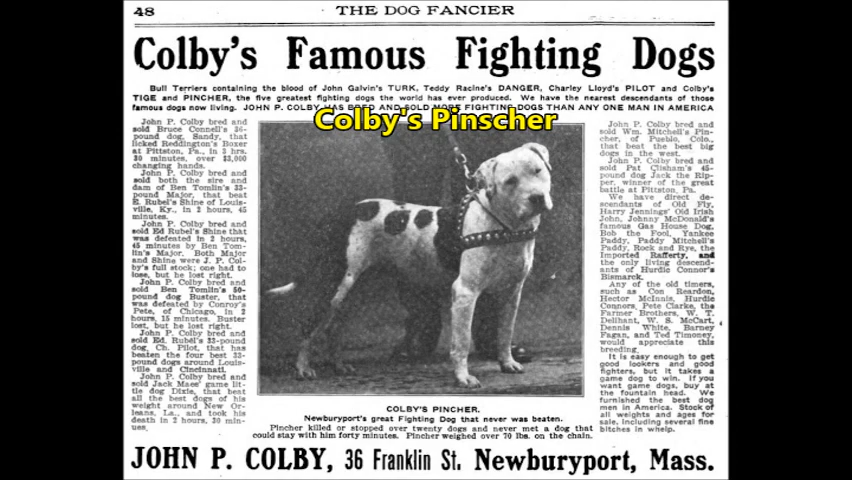 48
THE DOG FANCIER
Colby's Famous Fighting Dogs
Bull Terriers containing the blood of John Galvin's TURK, Teddy Racine's DANGER, Charley Lloyd's PILOT and Colby's
TIGE and PINCHER, the five greatest fighting dogs the world has ever produced. We have the nearest descendants of those
famous dogs now living. JOHN P. COLBY HAS BRED AND SOLD MORE FIGHTING DOGS THAN ANY ONE MAN IN AMERICA
Colby's Pinscher
John P. Colby bred and
sold Bruce Connell's 36-
pound dog, Sandy, that
licked Reddington's Boxer
at Pittston, Pa., in 2 hrs.
30 minutes, over $3,000
changing hands.
John P. Colby bred and
sold both the sire and
dam of Ben Tomlin's 33-
pound Major, that beat
E. Rubel's Shine of Louis-
ville, Ky., in 2 hours, 45
minutes.
John P. Colby bred and
sold Ed Rubel's Shine that
was defeated in 2 hours,
45 minutes by Ben Tom-
lin's Major. Both Major
and Shine were J. P. Col-
by's full stock; one had to
lose, but he lost right.
John P. Colby bred and
sold Ben Tomlin's 50-
pound dog Buster, that
was defeated by Conroy's
Pete, of Chicago, in 2
hours, 15 minutes. Buster
lost, but he lost right.
John P. Colby bred and
sold Ed. Rubel's 33-pound
dog, Ch. Pilot, that has
beaten the four best 33-
pound dogs around Louis-
ville and Cincinnati.
John P. Colby bred and
sold Jack Maes' game lit-
tle dog Dixie, that beat
all the best dogs of his
weight around New Or-
leans, La., and took his
death in 2 hours, 30 min-
utes.
COLBY'S PINCHER.
Newburyport's great Fighting Dog that never was beaten.
Pincher killed or stopped over twenty dogs and never met a dog that
could stay with him forty minutes. Pincher weighed over 70 lbs. on the chain.
John P. Colby bred and
sold Wm. Mitchell's Pin-
cher, of Pueblo, Colo.,
that beat the best big
dogs in the west.
John P. Colby bred and
sold Pat Clisham's 45-
pound dog Jack the Rip-
per, winner of the great
battle at Pittston, Pa.
We have direct de-
scendants of Old Fly,
Harry Jennings' Old Irish
John, Johnny McDonald's
famous Gas House Dog,
Bob the Fool, Yankee
Paddy, Paddy Mitchell's
Paddy, Rock and Rye, the
Imported Rafferty, and
the only living descend-
ants of Hurdie Connor's
Bismarck.
Any of the old timers,
such as Con Reardon,
Hector McInnis, Hurdie
Connors, Pete Clarke, the
Farmer Brothers, W. T.
Delihant, W. S. McCart,
Dennis White, Barney
Fagan, and Ted Timoney,
would appreciate this
breeding.
It is easy enough to get
good lookers and good
fighters, but it takes a
game dog to win. If you
want game dogs, buy at
the fountain head. We
furnished the best dog
men in America. Stock of
all weights and ages for
sale, including several fine
bitches in whelp.
JOHN P. COLBY, 36 Franklin St. Newburyport, Mass.